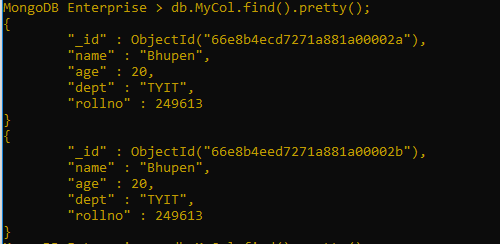 MongoDB Enterprise > db.MyCol.find().pretty();
{
        "_id" : ObjectId("66e8b4ecd7271a881a00002a"),
        "name" : "Bhupen",
        "age" : 20,
        "dept" : "TYIT",
        "rollno" : 249613
}
{
        "_id" : ObjectId("66e8b4eed7271a881a00002b"),
        "name" : "Bhupen",
        "age" : 20,
        "dept" : "TYIT",
        "rollno" : 249613
}